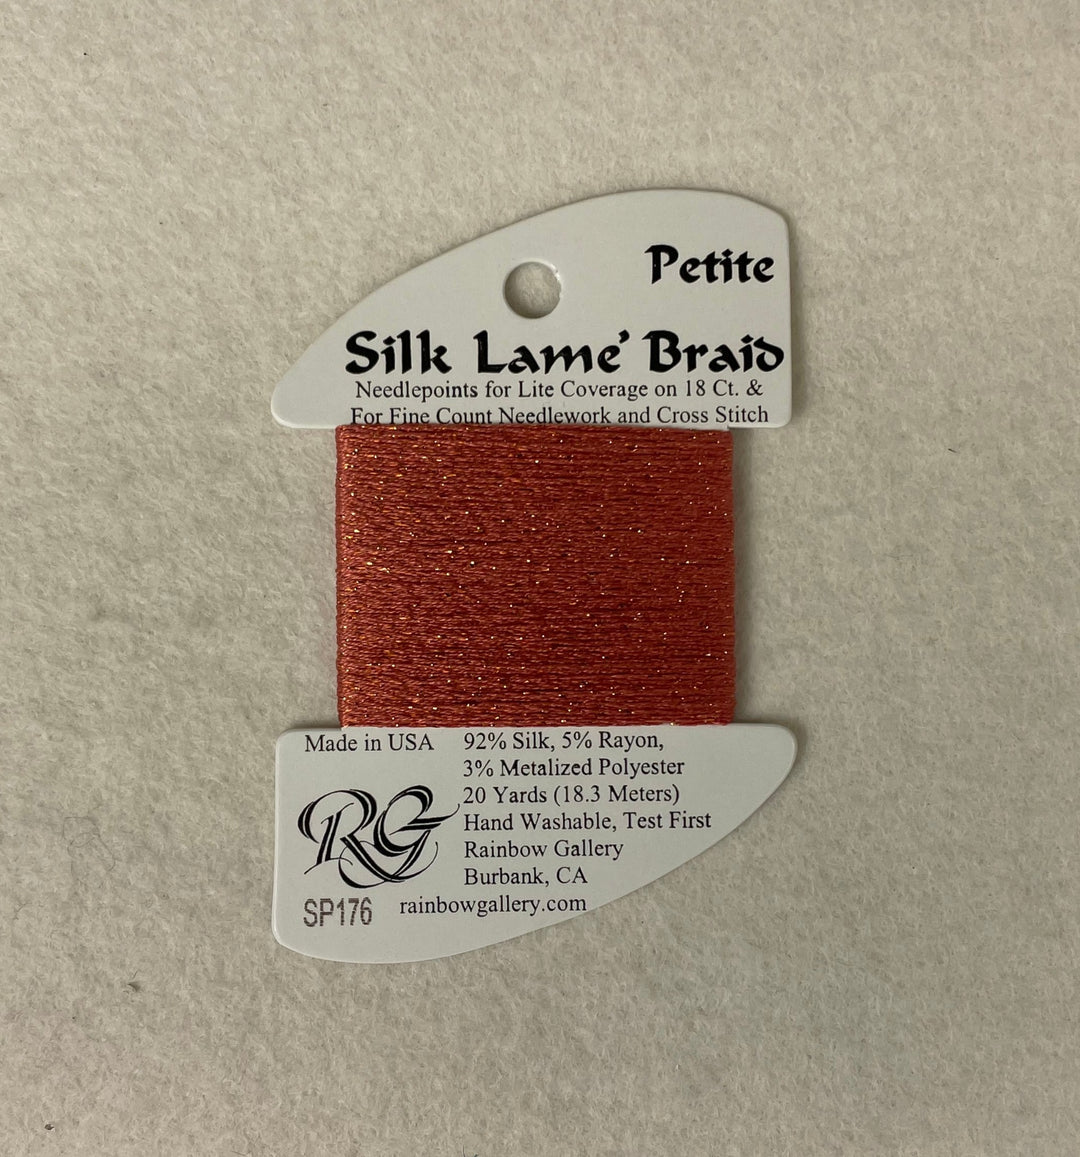 Petite
Silk Lame' Braid
Needlepoints for Lite Coverage on 18 Ct. &
For Fine Count Needlework and Cross Stitch
Made in USA
92% Silk, 5% Rayon,
3% Metalized Polyester
20 Yards (18.3 Meters)
Hand Washable, Test First
Rainbow Gallery
Burbank, CA
RG
SP176
rainbowgallery.com